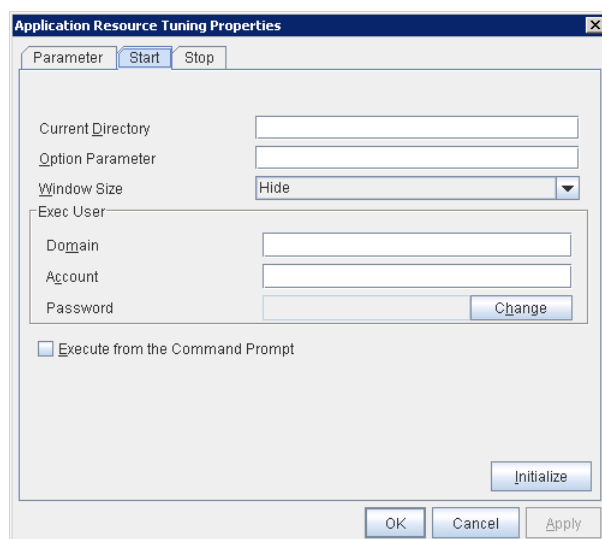 Application Resource Tuning Properties
Parameter Start Stop
Current Directory
Option Parameter
Window Size Hide
Exec User
Domain
Account
Password Change
Execute from the Command Prompt
Initialize
OK Cancel Apply